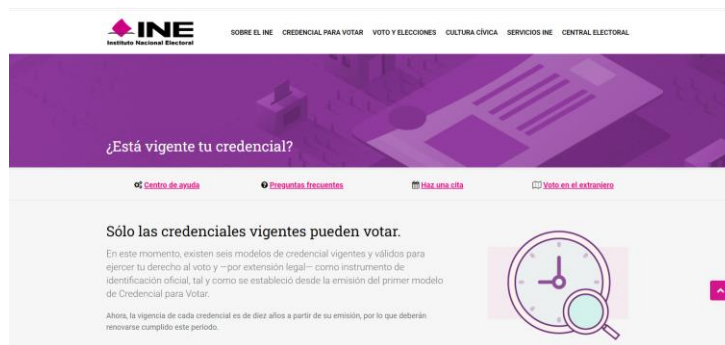 INE
Instituto Nacional Electoral
SOBRE EL INE CREDENCIAL PARA VOTAR VOTO Y ELECCIONES CULTURA CÍVICA SERVICIOS INE CENTRAL ELECTORAL
¿Está vigente tu credencial?
Centro de ayuda Preguntas frecuentes Haz una cita Voto en el extranjero
Sólo las credenciales vigentes pueden votar.
En este momento, existen seis modelos de credencial vigentes y válidos para
ejercer tu derecho al voto y —por extensión legal— como instrumento de
identificación oficial, tal y como se estableció desde la emisión del primer modelo
de Credencial para Votar.
Ahora, la vigencia de cada credencial es de diez años a partir de su emisión, por lo que deberán
renovarse cumplido este periodo.